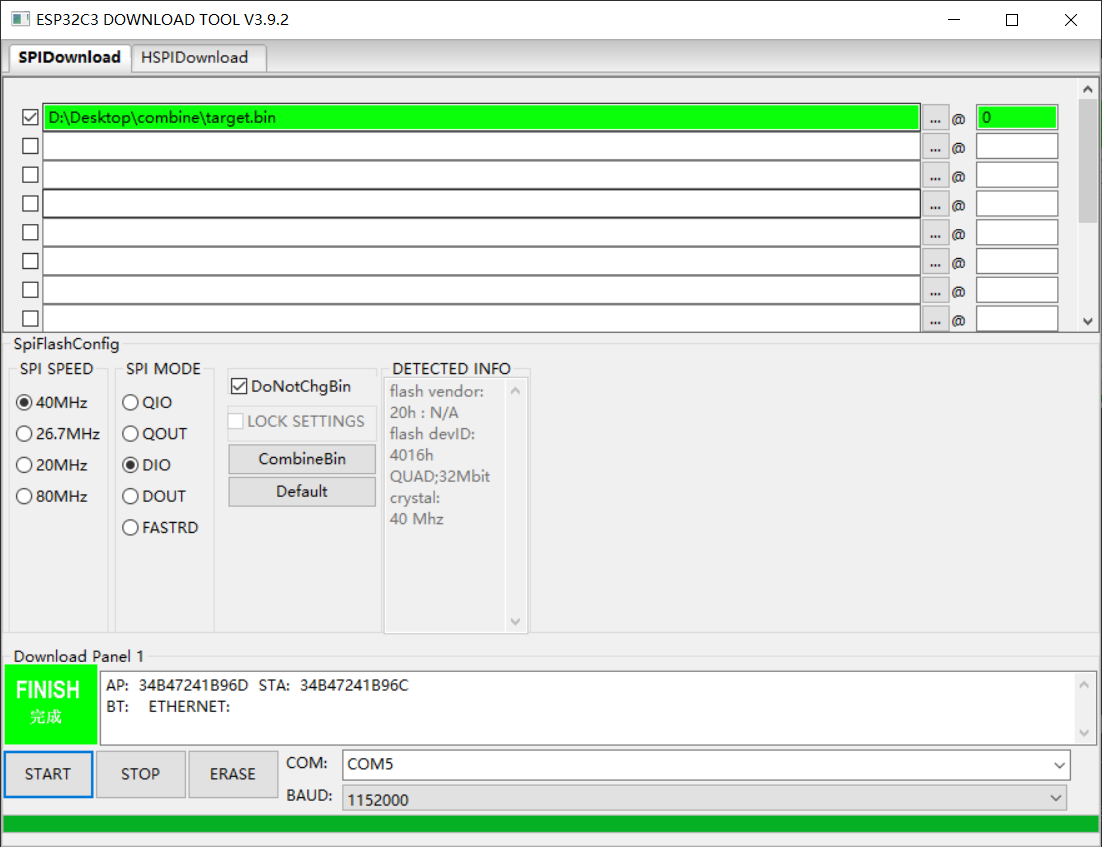 ESP32C3 DOWNLOAD TOOL V3.9.2
SPIDownload HSPIDownload
D:\Desktop\combine\target.bin ... @ 0
... @
... @
... @
... @
... @
... @
... @
SpiFlashConfig
SPI SPEED
40MHz
26.7MHz
20MHz
80MHz
SPI MODE
QIO
QOUT
DIO
DOUT
FASTRD
DoNotChgBin
LOCK SETTINGS
CombineBin
Default
DETECTED INFO
flash vendor:
20h : N/A
flash devID:
4016h
QUAD;32Mbit
crystal:
40 Mhz
Download Panel 1
FINISH
完成
AP: 34B47241B96D STA: 34B47241B96C
BT: ETHERNET:
START STOP ERASE
COM: COM5
BAUD: 1152000